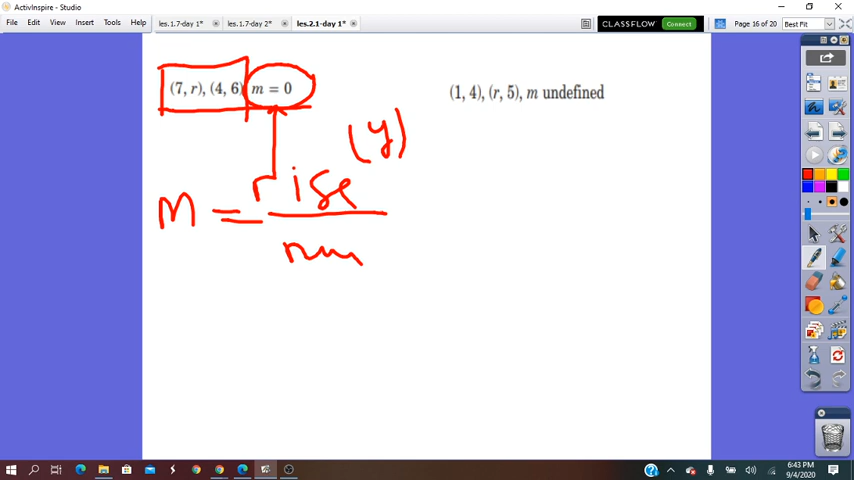 ActivInspire - Studio
File Edit View Insert Tools Help
les.1.7-day 1*
les.1.7-day 2*
les.2.1-day 1*
CLASSFLOW Connect
Page 16 of 20
Best Fit
(7, r), (4, 6) m = 0
(1, 4), (r, 5), m undefined
(y)
m = rise
run
6:43 PM
9/4/2020